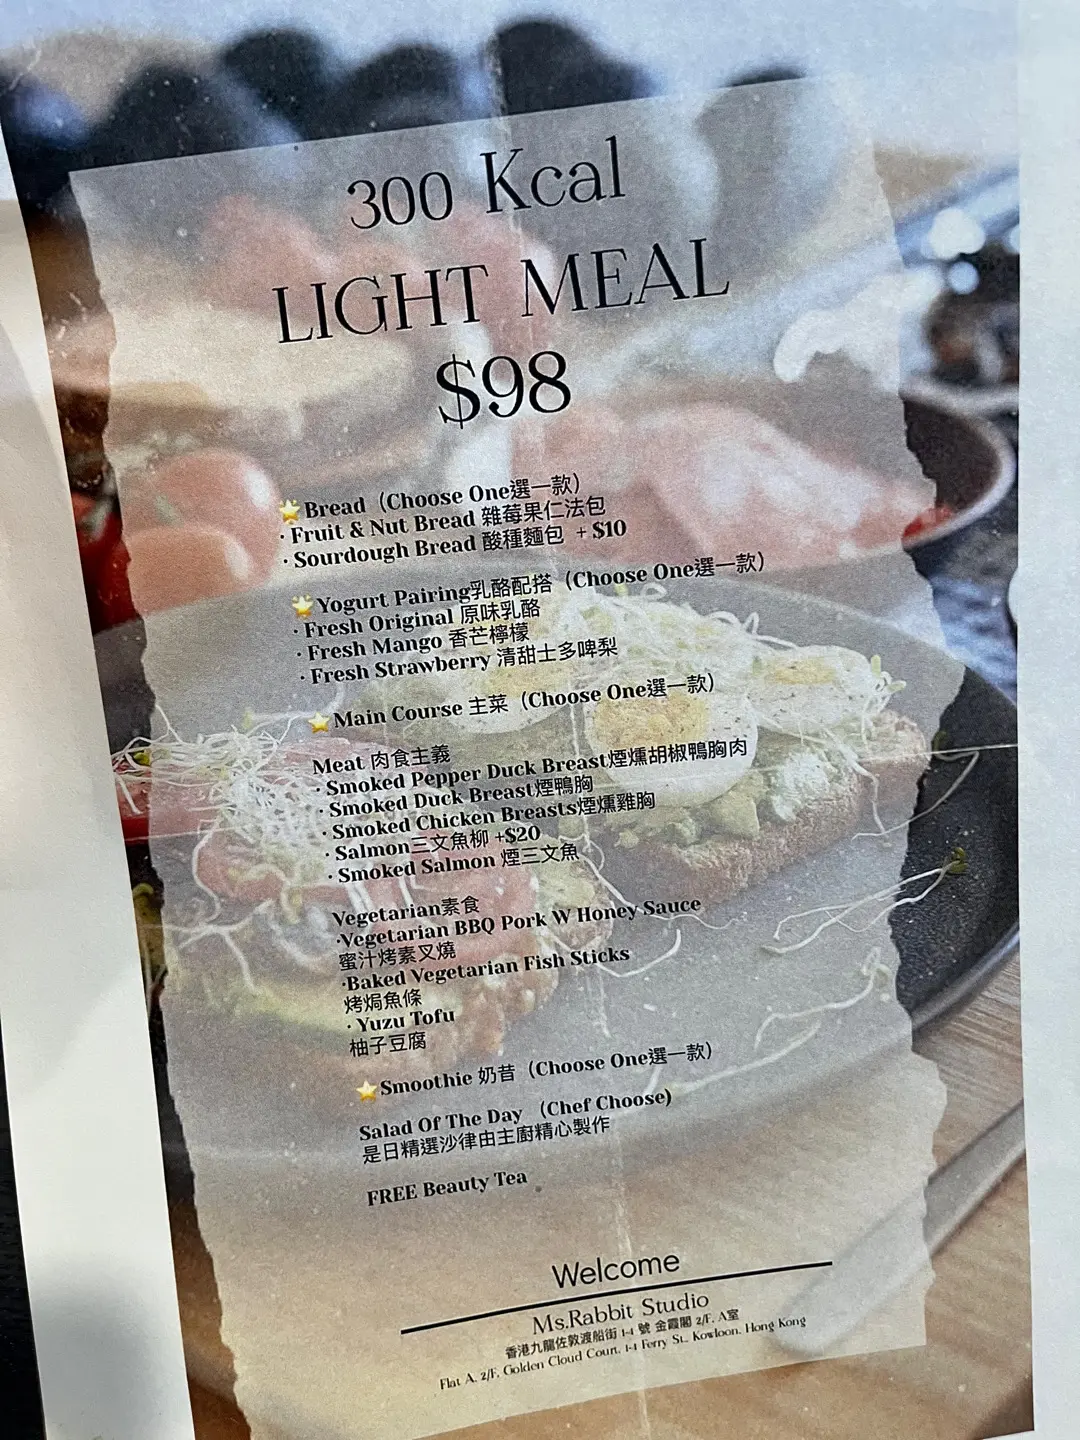 300 Kcal
LIGHT MEAL
$98
Bread（Choose One選一款）
· Fruit & Nut Bread 雜莓果仁法包
· Sourdough Bread 酸種麵包 + $10
Yogurt Pairing乳酪配搭（Choose One選一款）
· Fresh Original 原味乳酪
· Fresh Mango 香芒檸檬
· Fresh Strawberry 清甜士多啤梨
Main Course 主菜（Choose One選一款）
Meat 肉食主義
· Smoked Pepper Duck Breast煙燻胡椒鴨胸肉
· Smoked Duck Breast煙鴨胸
· Smoked Chicken Breasts煙燻雞胸
· Salmon三文魚柳 +$20
· Smoked Salmon 煙三文魚
Vegetarian素食
·Vegetarian BBQ Pork W Honey Sauce
蜜汁烤素叉燒
·Baked Vegetarian Fish Sticks
烤焗魚條
· Yuzu Tofu
柚子豆腐
Smoothie 奶昔（Choose One選一款）
Salad Of The Day （Chef Choose)
是日精選沙律由主廚精心製作
FREE Beauty Tea
Welcome
Ms.Rabbit Studio
香港九龍佐敦渡船街 1-4 號 金霞閣 2/F. A室
Flat A, 2/F, Golden Cloud Court, 1-4 Ferry St., Kowloon, Hong Kong